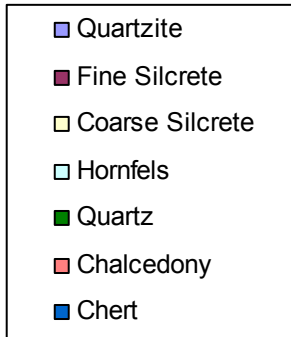 Quartzite
Fine Silcrete
Coarse Silcrete
Hornfels
Quartz
Chalcedony
Chert